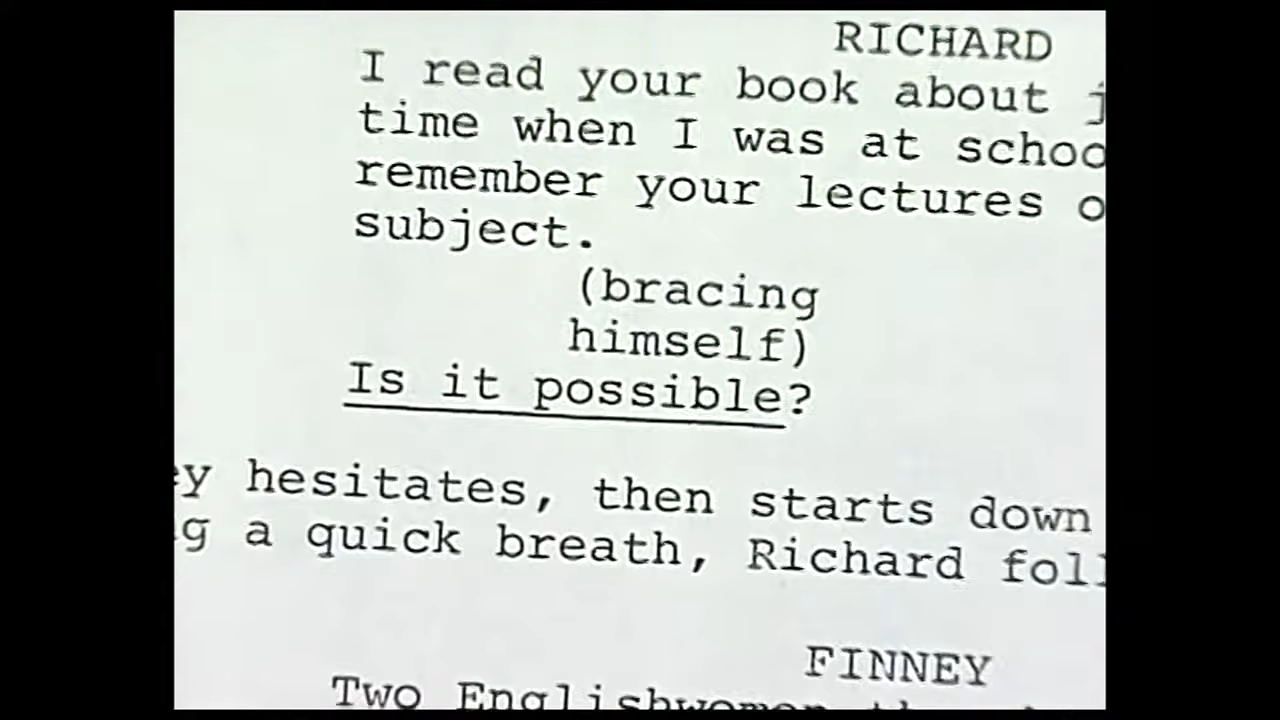 RICHARD
I read your book about
time when I was at
remember your lectures
subject.
(bracing
himself)
Is it possible?
hesitates, then starts down
a quick breath, Richard
FINNEY
Two